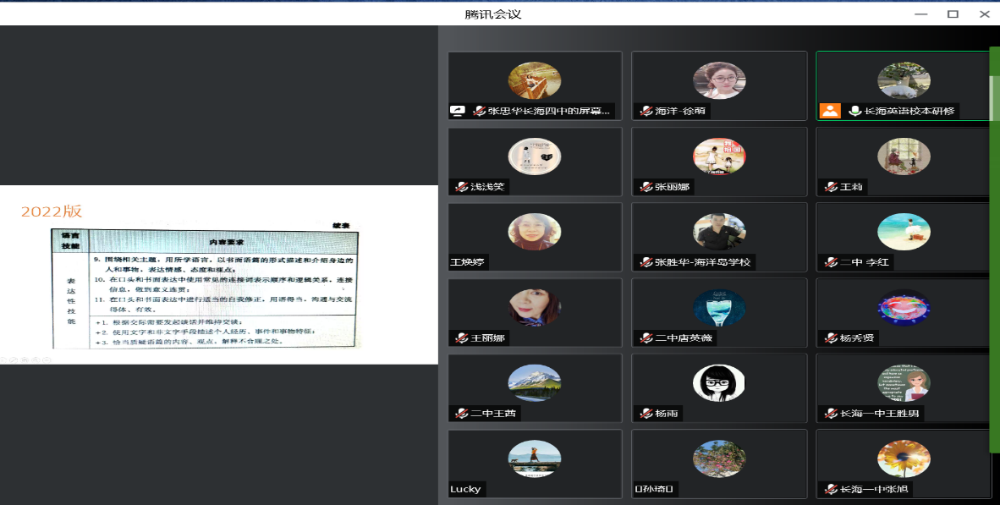 腾讯会议
2022版
续表
语言
技能
内容要求
表
达
性
技
能
9. 围绕相关主题，用所学语言，以书面语篇的形式描述和介绍身边的
人和事物，表达情感、态度和观点；
10. 在口头和书面表达中使用常见的连接词表示顺序和逻辑关系，连接
信息，做到意义连贯；
11. 在口头和书面表达中进行适当的自我修正，用语得当，沟通与交流
得体、有效。
+1. 根据交际需要发起谈话并维持交谈；
+2. 使用文字和非文字手段描述个人经历、事件和事物特征；
+3. 恰当质疑语篇的内容、观点，解释不合理之处。
张忠华长海四中的屏幕...
海洋-徐萌
长海英语校本研修
浅浅笑
张丽娜
王莉
王焕婷
张胜华-海洋岛学校
二中 李红
王丽娜
二中唐英薇
杨秀贤
二中王茜
杨雨
长海一中王胜男
Lucky
孙琦
长海一中张旭